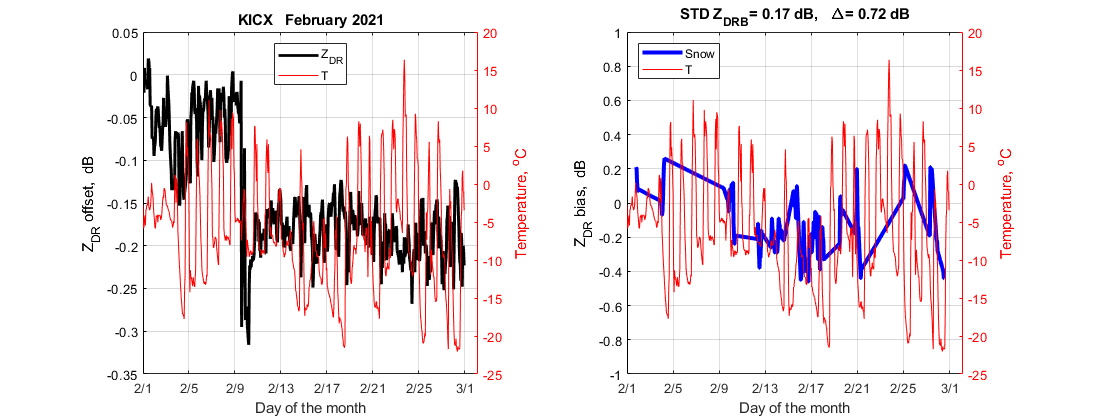 KICX   February 2021
0.05
0
-0.05
-0.1
-0.15
-0.2
-0.25
-0.3
-0.35
Z_DR offset,  dB
Z_DR
T
20
15
10
5
0
-5
-10
-15
-20
-25
Temperature, °C
2/1 2/5 2/9 2/13 2/17 2/21 2/25 3/1
Day of the month
STD Z_DRB= 0.17 dB,   Δ= 0.72 dB
1
0.8
0.6
0.4
0.2
0
-0.2
-0.4
-0.6
-0.8
-1
Z_DR bias,  dB
Snow
T
20
15
10
5
0
-5
-10
-15
-20
-25
Temperature, °C
2/1 2/5 2/9 2/13 2/17 2/21 2/25 3/1
Day of the month